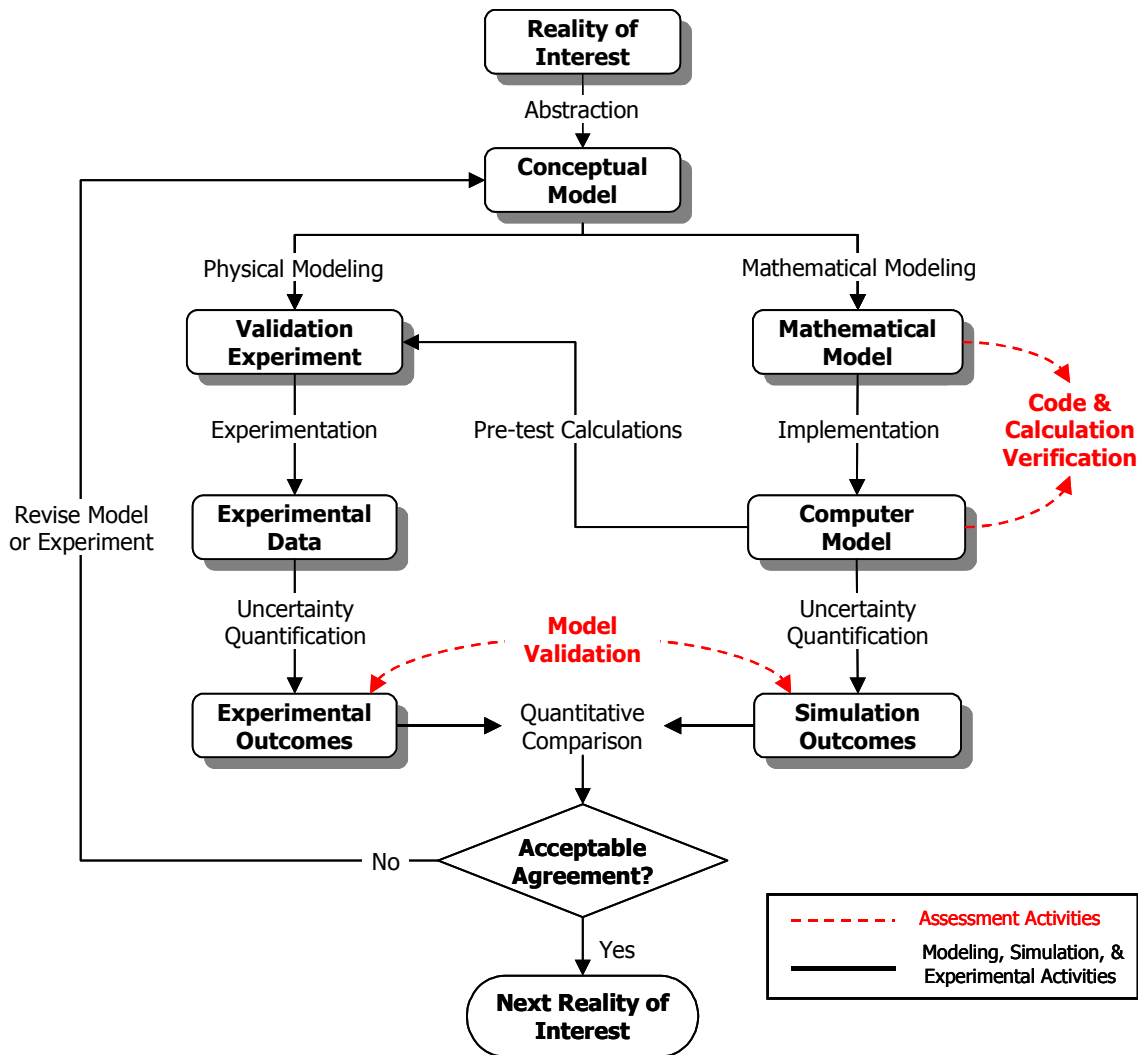 Reality of
Interest
Abstraction
Conceptual
Model
Physical Modeling
Mathematical Modeling
Validation
Experiment
Mathematical
Model
Code &
Calculation
Verification
Experimentation
Pre-test Calculations
Implementation
Revise Model
or Experiment
Experimental
Data
Computer
Model
Uncertainty
Quantification
Model
Validation
Uncertainty
Quantification
Experimental
Outcomes
Quantitative
Comparison
Simulation
Outcomes
No
Acceptable
Agreement?
Yes
Next Reality of
Interest
Assessment Activities
Modeling, Simulation, &
Experimental Activities